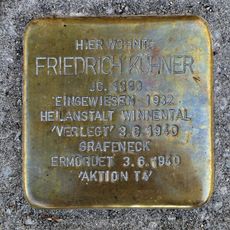 HIER WOHNTE
FRIEDRICH KÜHNER
JG.
EINGEWIESEN 1932
HEILANSTALT WINNENTAL
'VERLEGT' 3.6.1940
GRAFENECK
ERMORDET 3.6.1940
'AKTION T4'